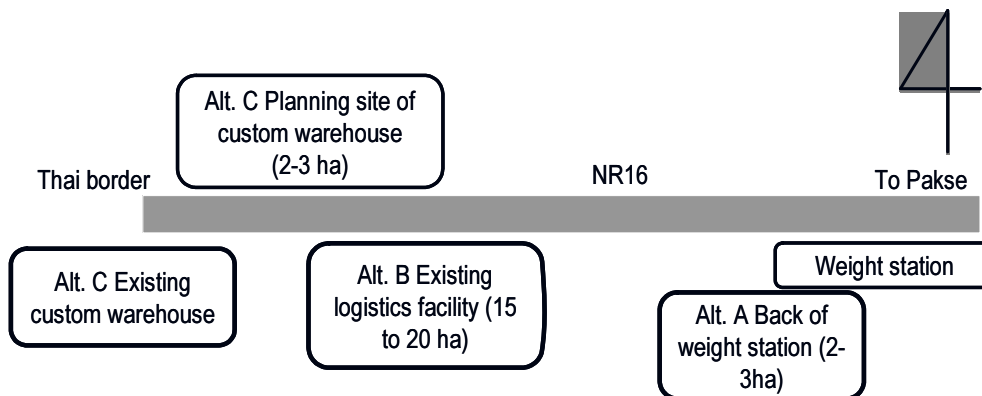 Alt. C Planning site of
custom warehouse
(2-3 ha)
Thai border
NR16
To Pakse
Alt. C Existing
custom warehouse
Alt. B Existing
logistics facility (15
to 20 ha)
Weight station
Alt. A Back of
weight station (2-
3ha)